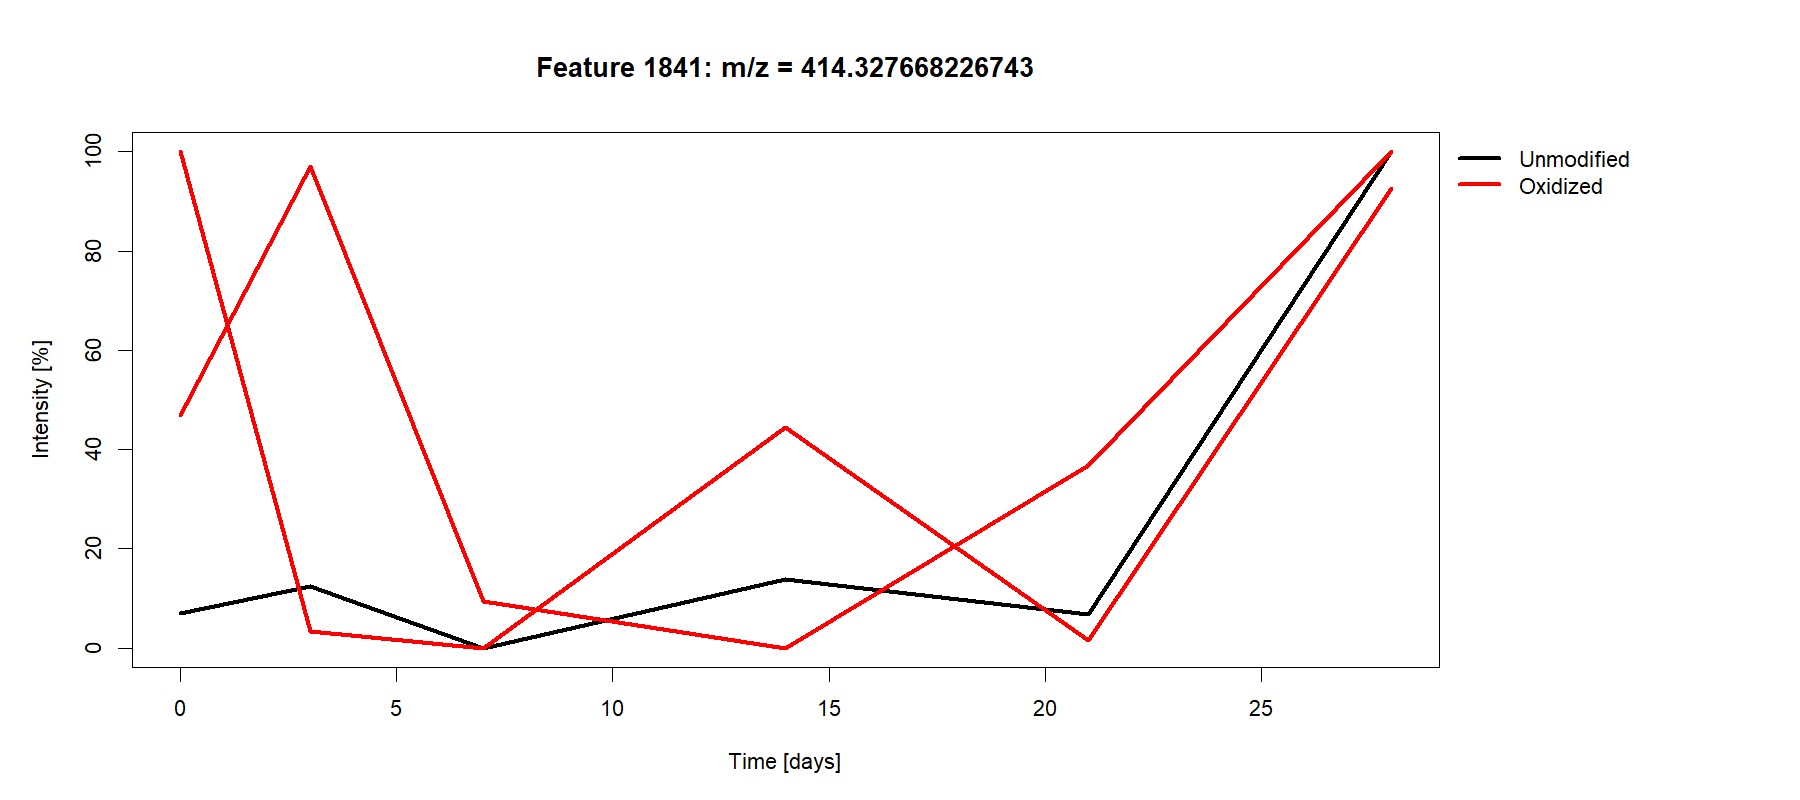 Feature 1841: m/z = 414.327668226743
Unmodified
Oxidized
Intensity [%]
100
80
60
40
20
0
0 5 10 15 20 25
Time [days]